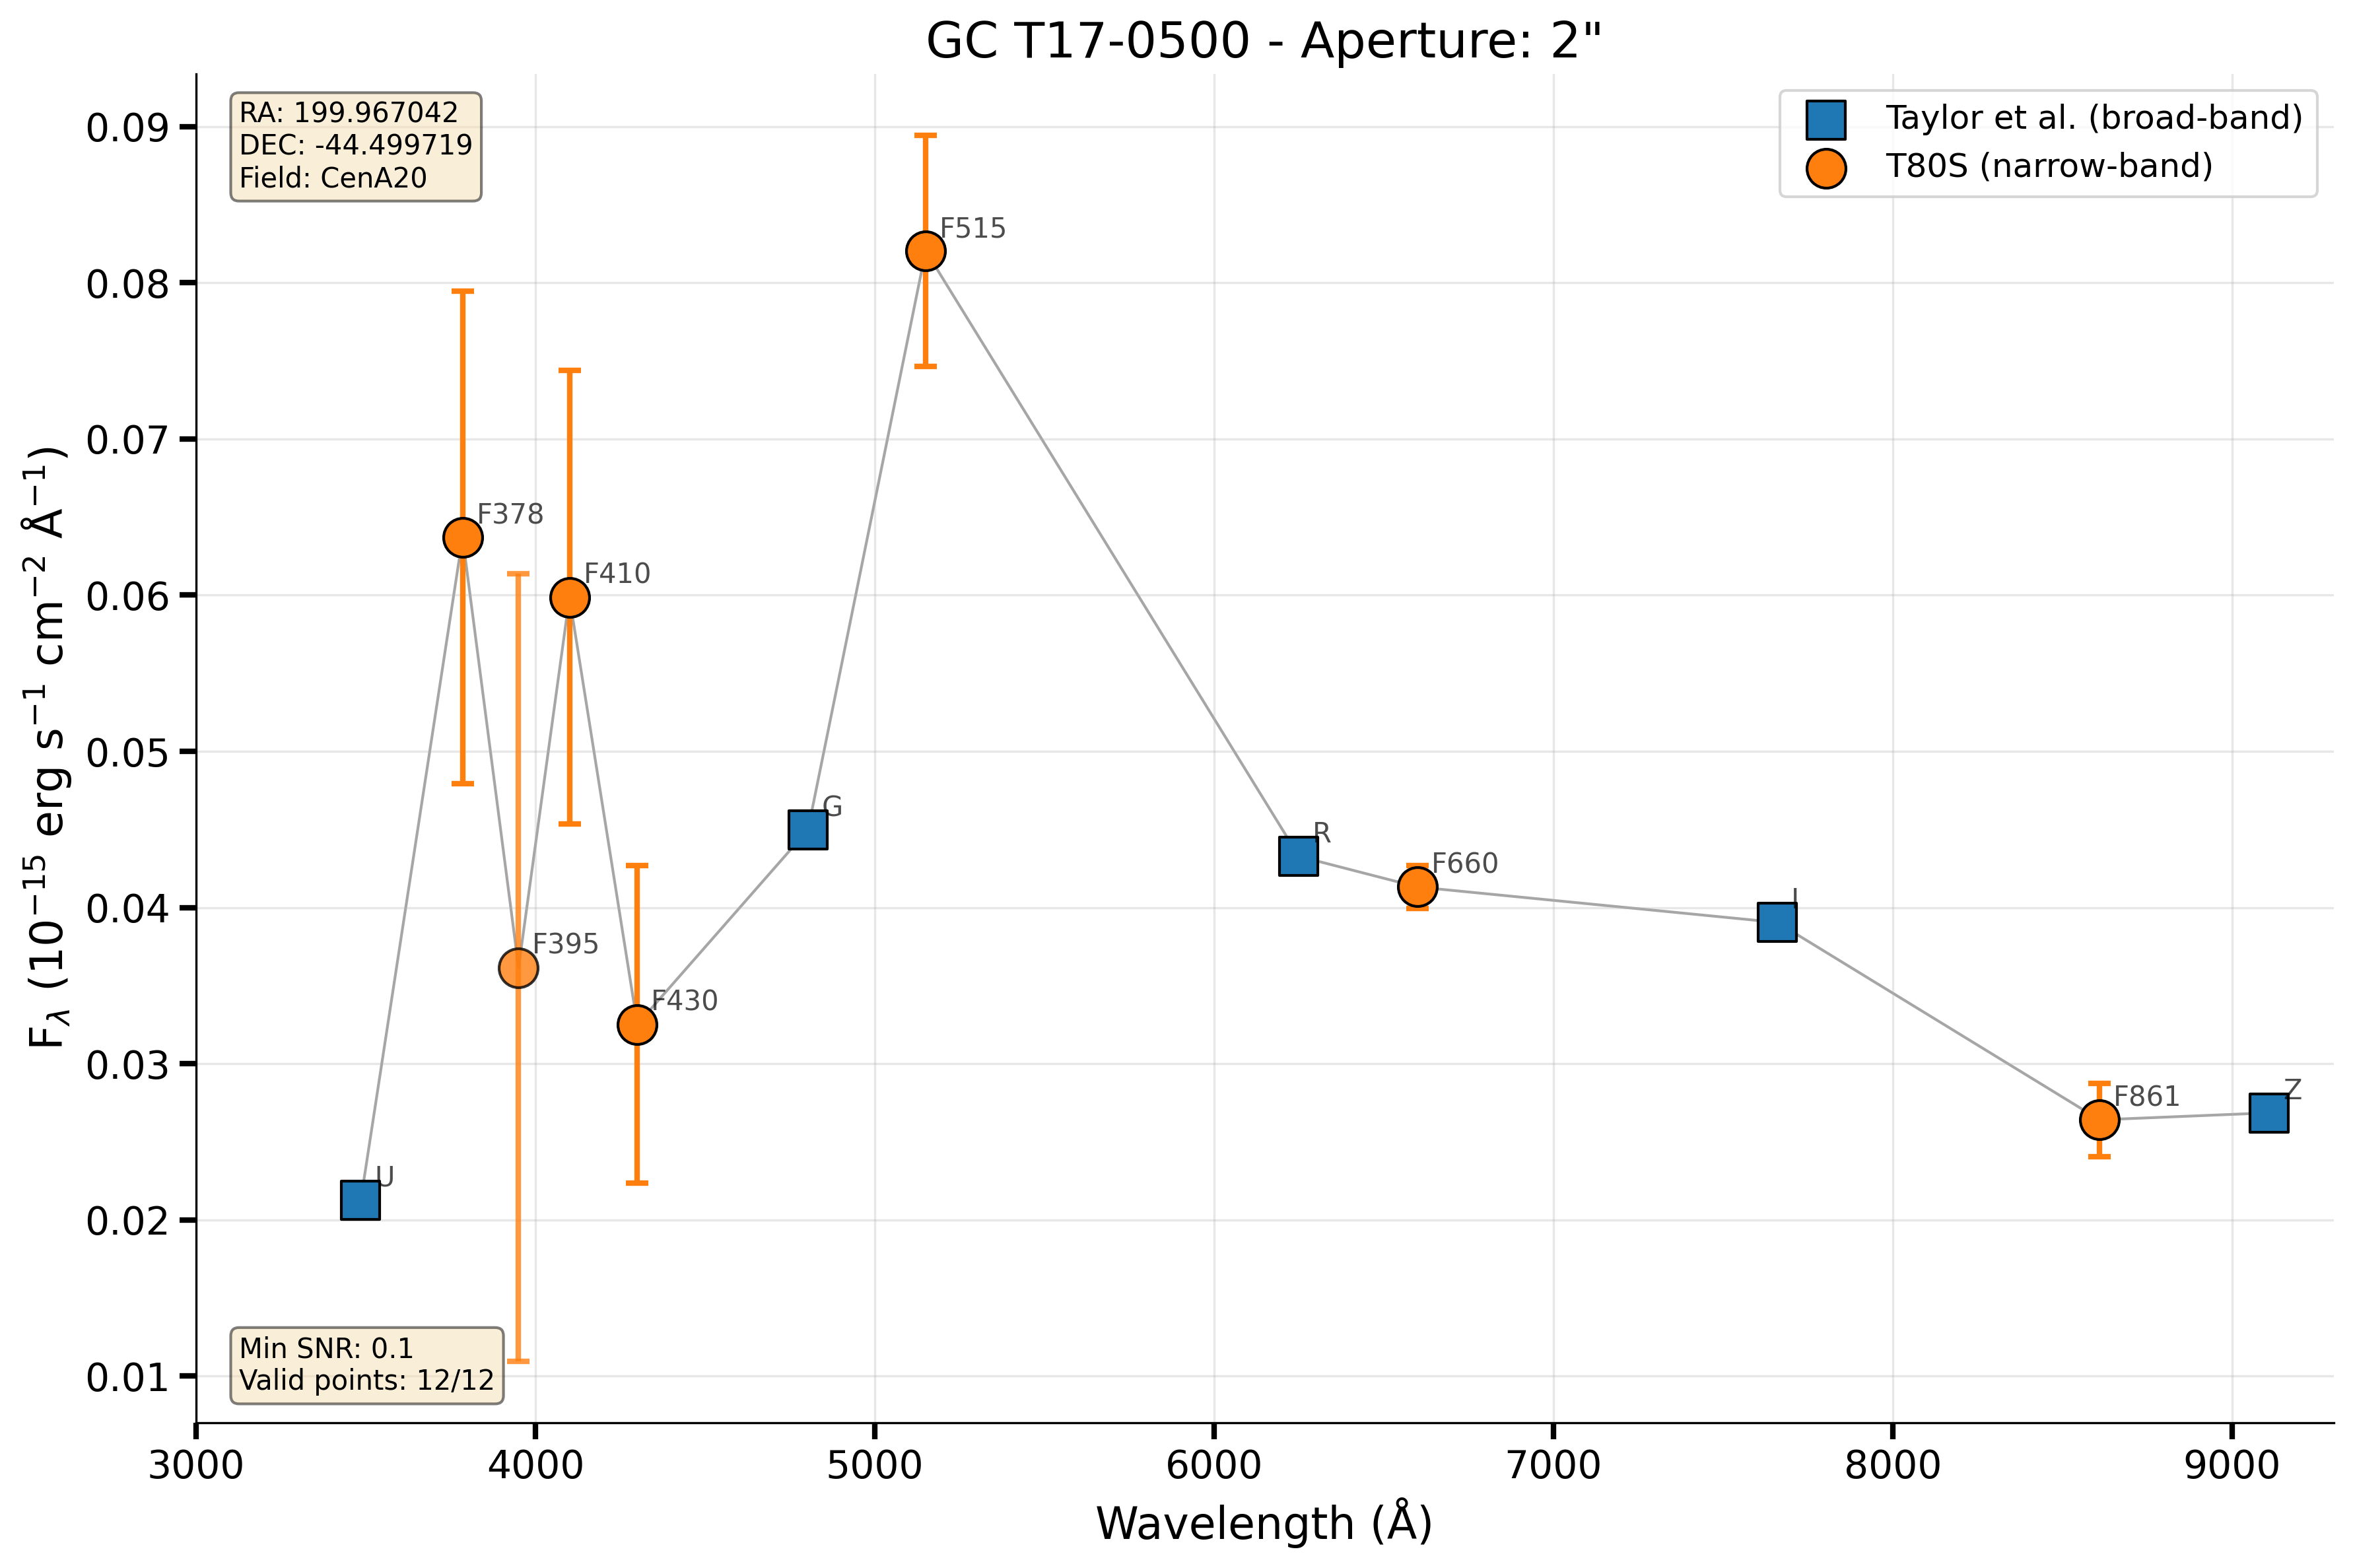 GC T17-0500 - Aperture: 2"
RA: 199.967042
DEC: -44.499719
Field: CenA20
Taylor et al. (broad-band)
T80S (narrow-band)
0.09
0.08
0.07
0.06
0.05
0.04
0.03
0.02
0.01
F_λ (10⁻¹⁵ erg s⁻¹ cm⁻² Å⁻¹)
U
F378
F395
F410
F430
G
F515
R
F660
I
F861
Z
Min SNR: 0.1
Valid points: 12/12
3000 4000 5000 6000 7000 8000 9000
Wavelength (Å)